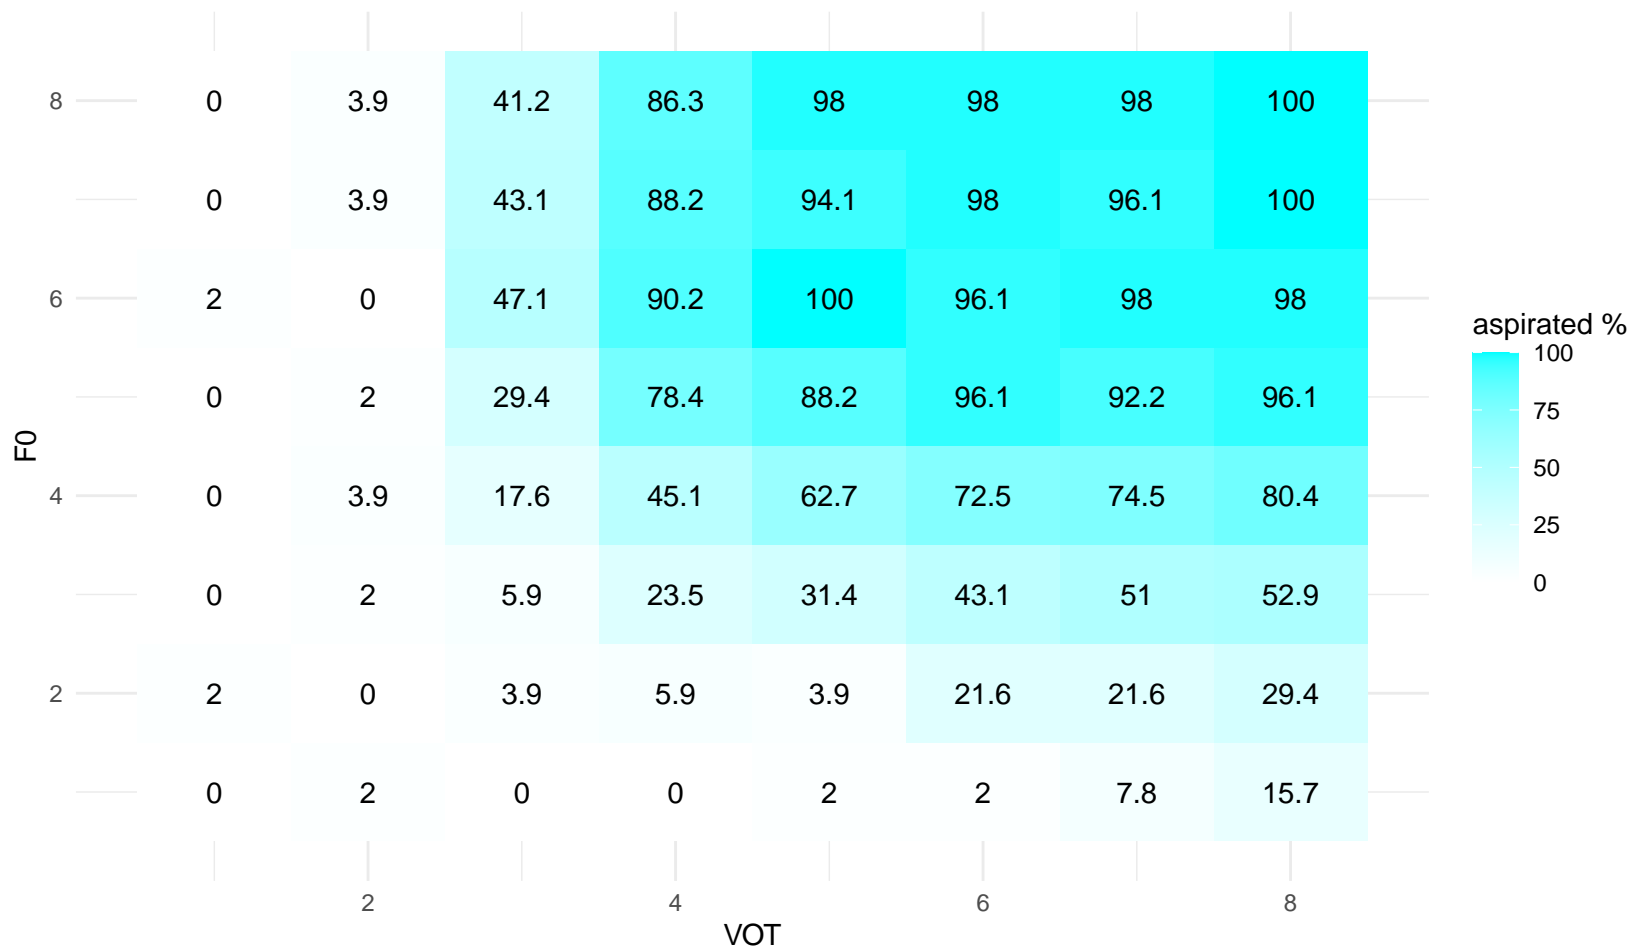 8 0 3.9 41.2 86.3 98 98 98 100
0 3.9 43.1 88.2 94.1 98 96.1 100
6 2 0 47.1 90.2 100 96.1 98 98
0 2 29.4 78.4 88.2 96.1 92.2 96.1
4 0 3.9 17.6 45.1 62.7 72.5 74.5 80.4
0 2 5.9 23.5 31.4 43.1 51 52.9
2 2 0 3.9 5.9 3.9 21.6 21.6 29.4
0 2 0 0 2 2 7.8 15.7
2 4 6 8
VOT
F0
aspirated %
100
75
50
25
0